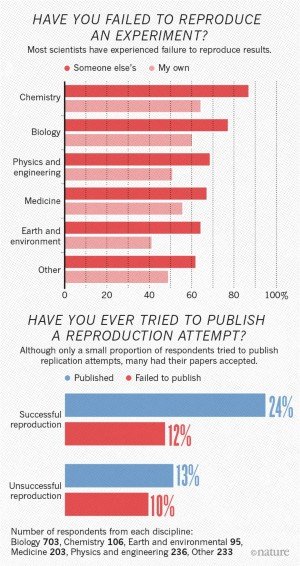 HAVE YOU FAILED TO REPRODUCE
AN EXPERIMENT?
Most scientists have experienced failure to reproduce results.
Someone else's My own
Chemistry
Biology
Physics and
engineering
Medicine
Earth and
environment
Other
0 20 40 60 80 100%
HAVE YOU EVER TRIED TO PUBLISH
A REPRODUCTION ATTEMPT?
Although only a small proportion of respondents tried to publish
replication attempts, many had their papers accepted.
Published Failed to publish
Successful
reproduction
24%
12%
Unsuccessful
reproduction
13%
10%
Number of respondents from each discipline:
Biology 703, Chemistry 106, Earth and environmental 95,
Medicine 203, Physics and engineering 236, Other 233
©nature